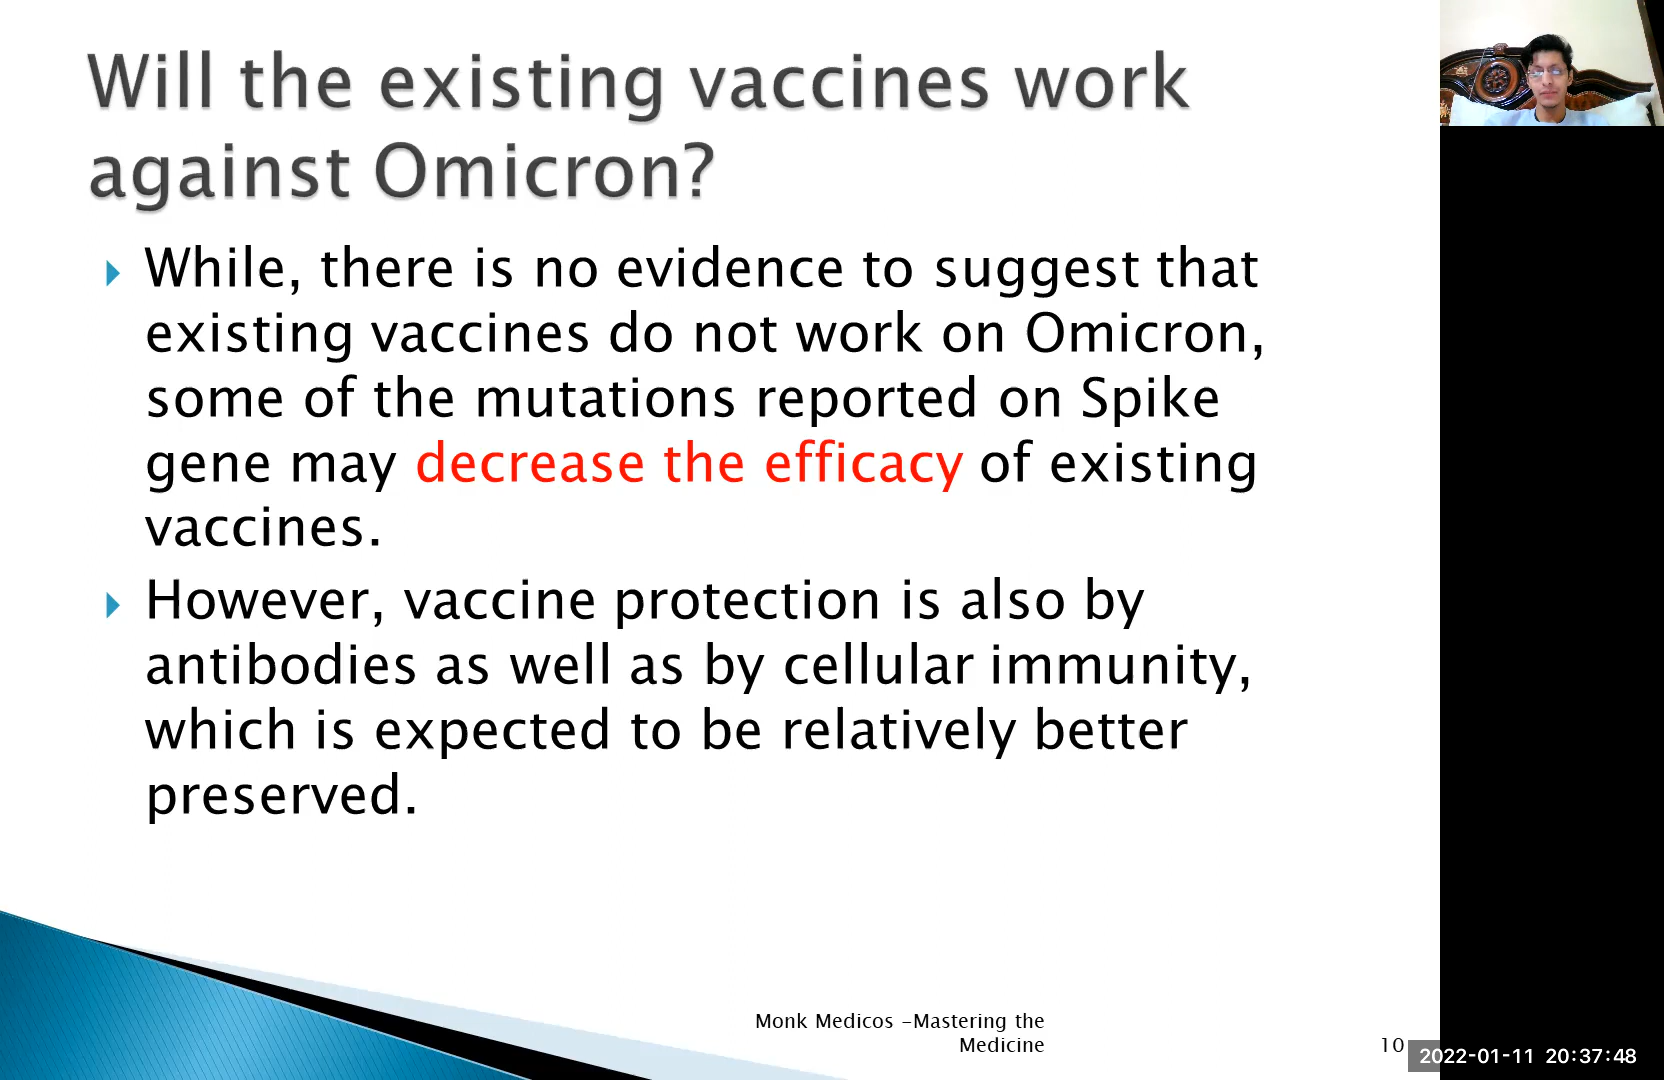 Will the existing vaccines work
against Omicron?
While, there is no evidence to suggest that
existing vaccines do not work on Omicron,
some of the mutations reported on Spike
gene may decrease the efficacy of existing
vaccines.
However, vaccine protection is also by
antibodies as well as by cellular immunity,
which is expected to be relatively better
preserved.
Monk Medicos -Mastering the
Medicine
10
2022-01-11 20:37:48